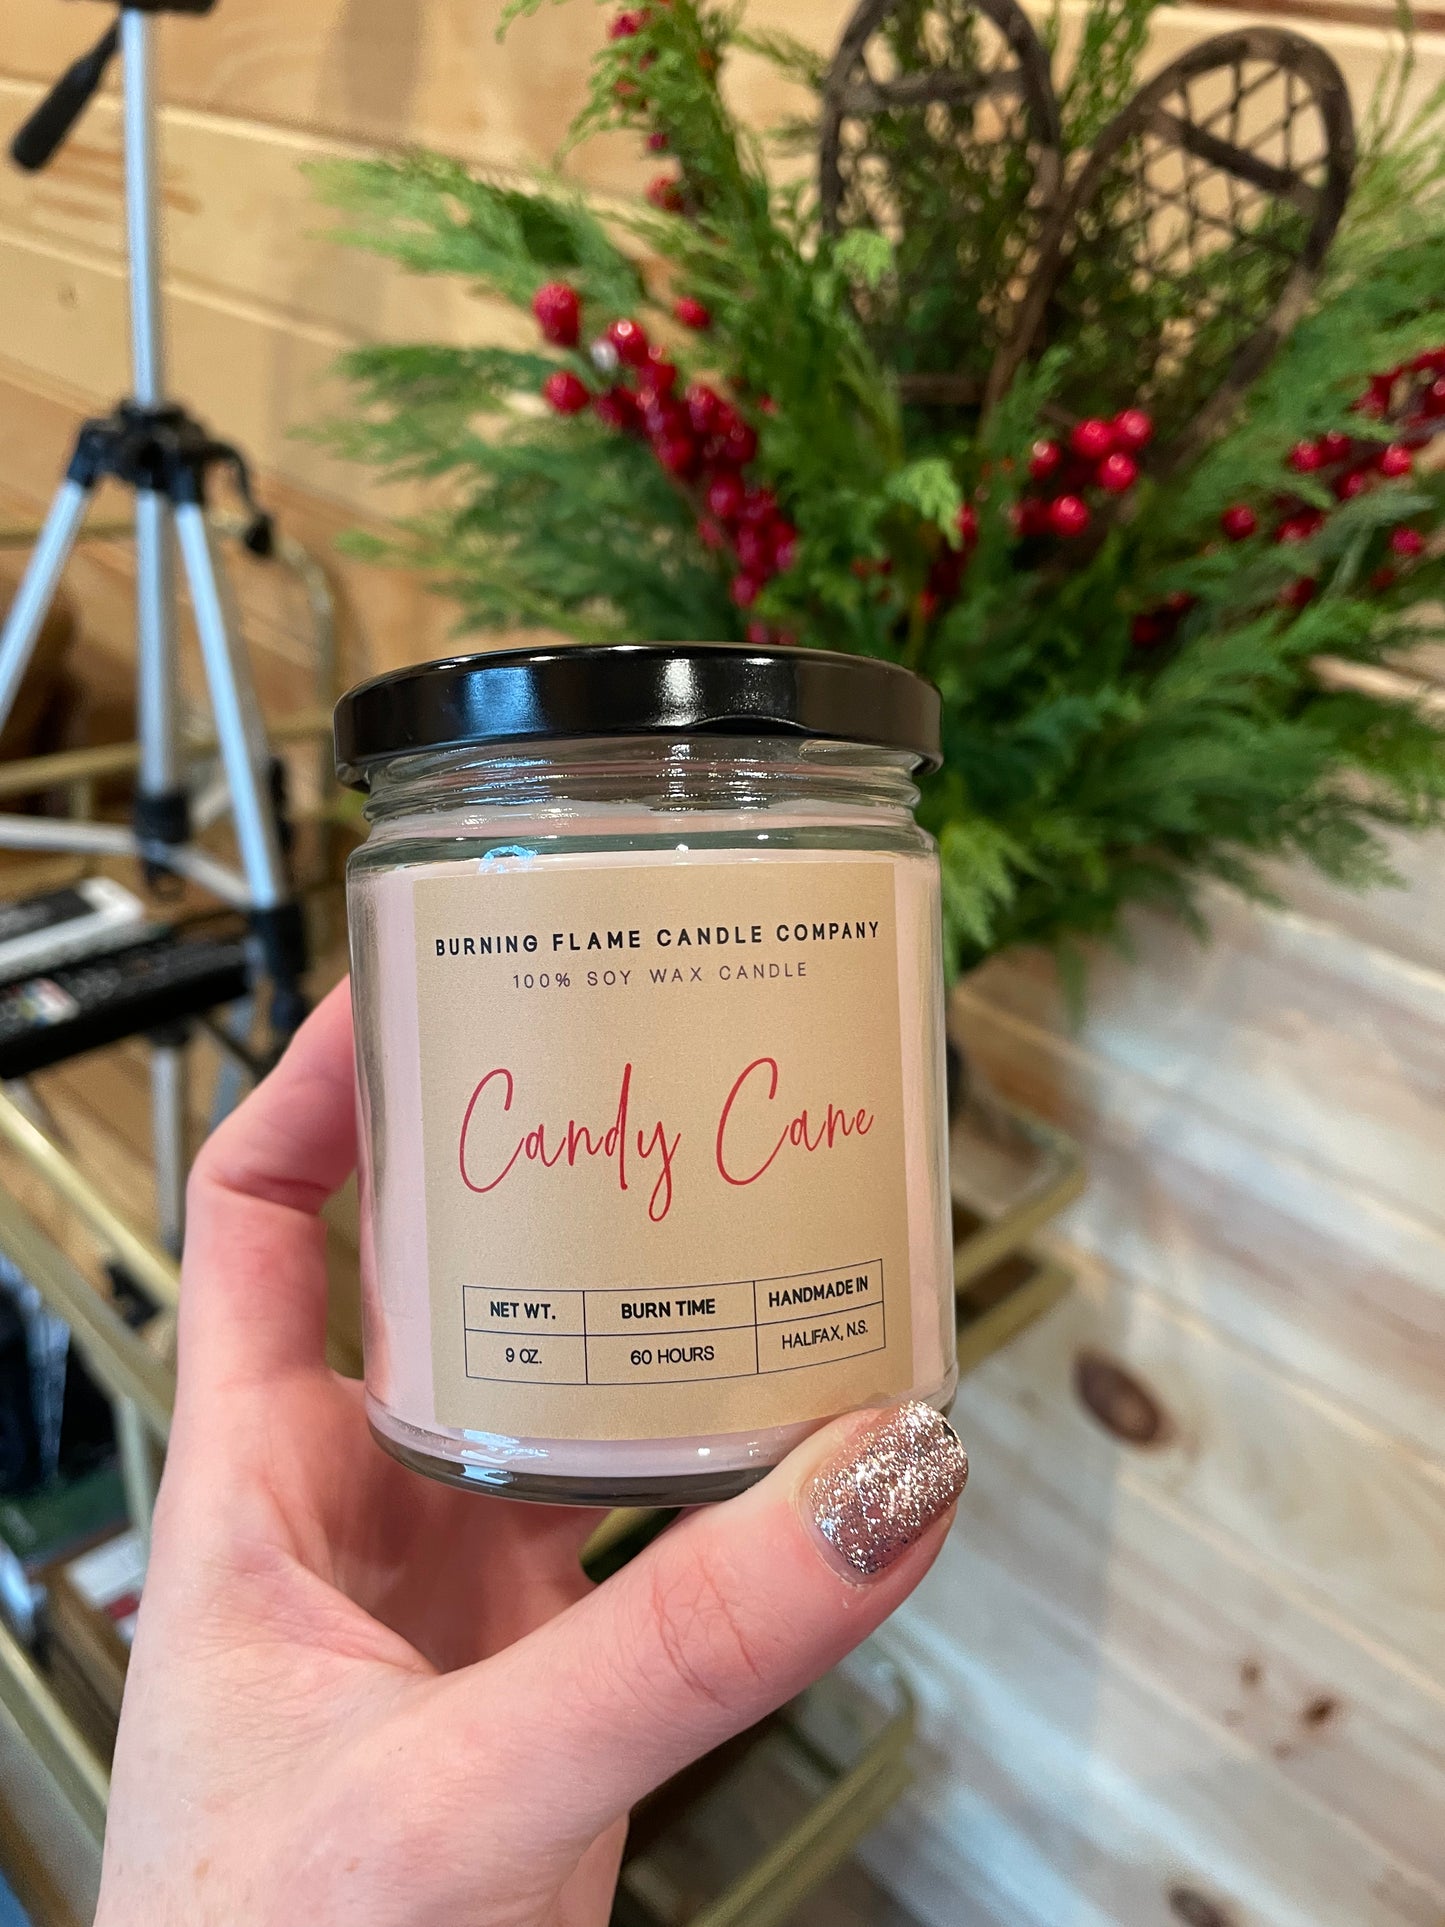 BURNING FLAME CANDLE COMPANY
100% SOY WAX CANDLE
Candy Cane
NET WT. BURN TIME HANDMADE IN
9 OZ. 60 HOURS HALIFAX, N.S.